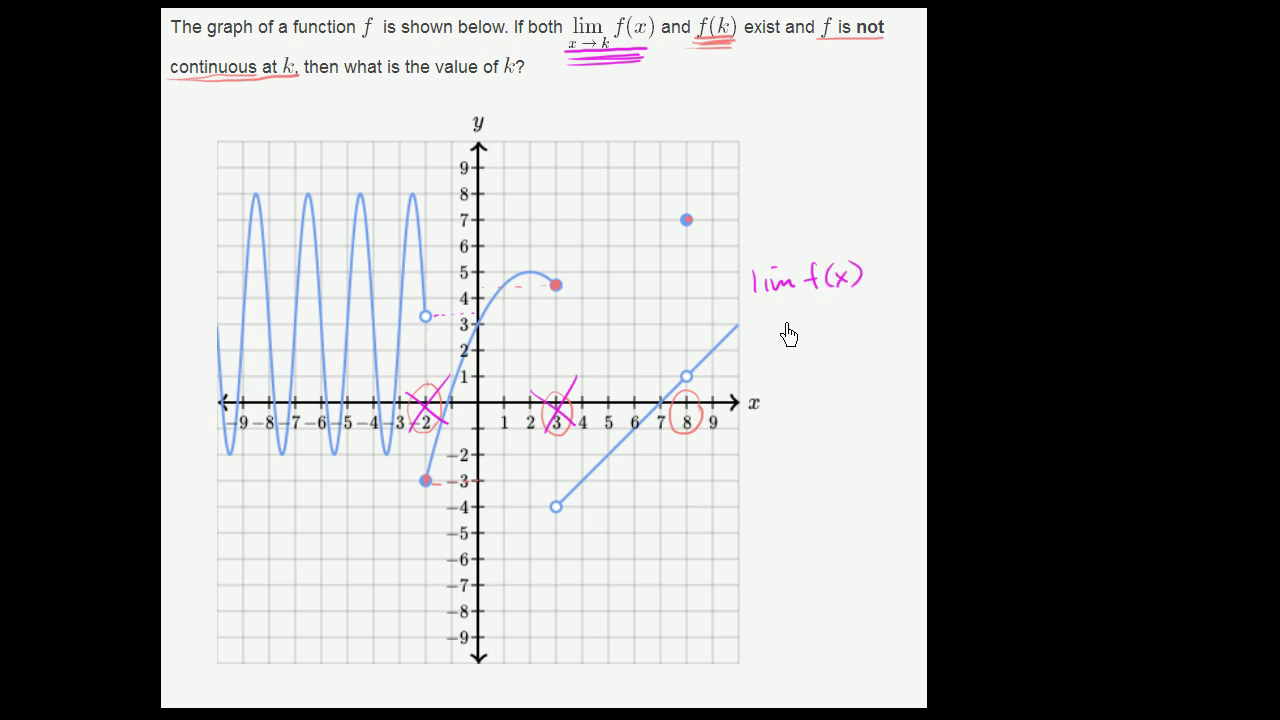 The graph of a function f is shown below. If both lim f(x) and f(k) exist and f is not
x → k
continuous at k, then what is the value of k?
y
9
8
7
6
5
lim f(x)
4
3
2
1
x
-9 -8 -7 -6 -5 -4 -3 -2 1 2 3 4 5 6 7 8 9
-2
-3
-4
-5
-6
-7
-8
-9